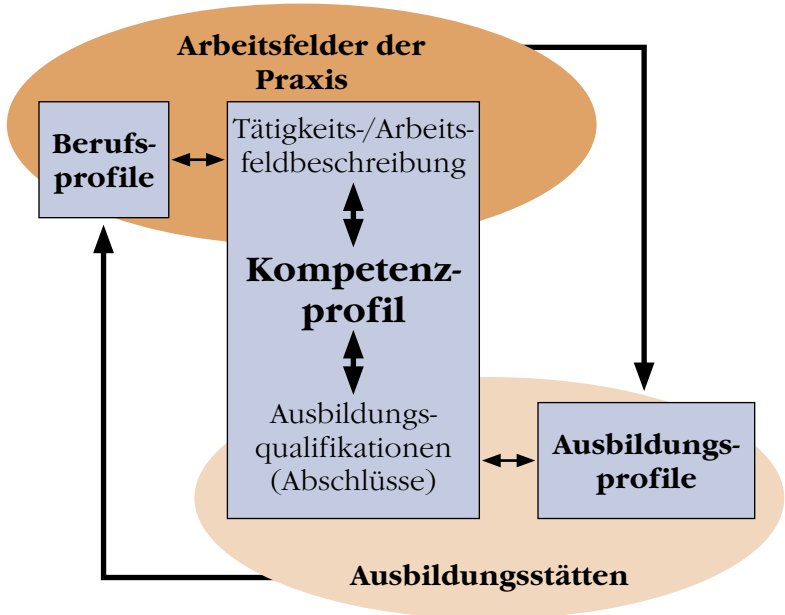 Arbeitsfelder der
Praxis
Berufs-
profile
Tätigkeits-/Arbeits-
feldbeschreibung
Kompetenz-
profil
Ausbildungs-
qualifikationen
(Abschlüsse)
Ausbildungs-
profile
Ausbildungsstätten